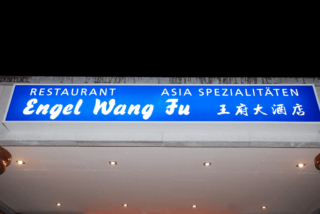 RESTAURANT ASIA SPEZIALITÄTEN
Engel Wang Fu 王府大酒店